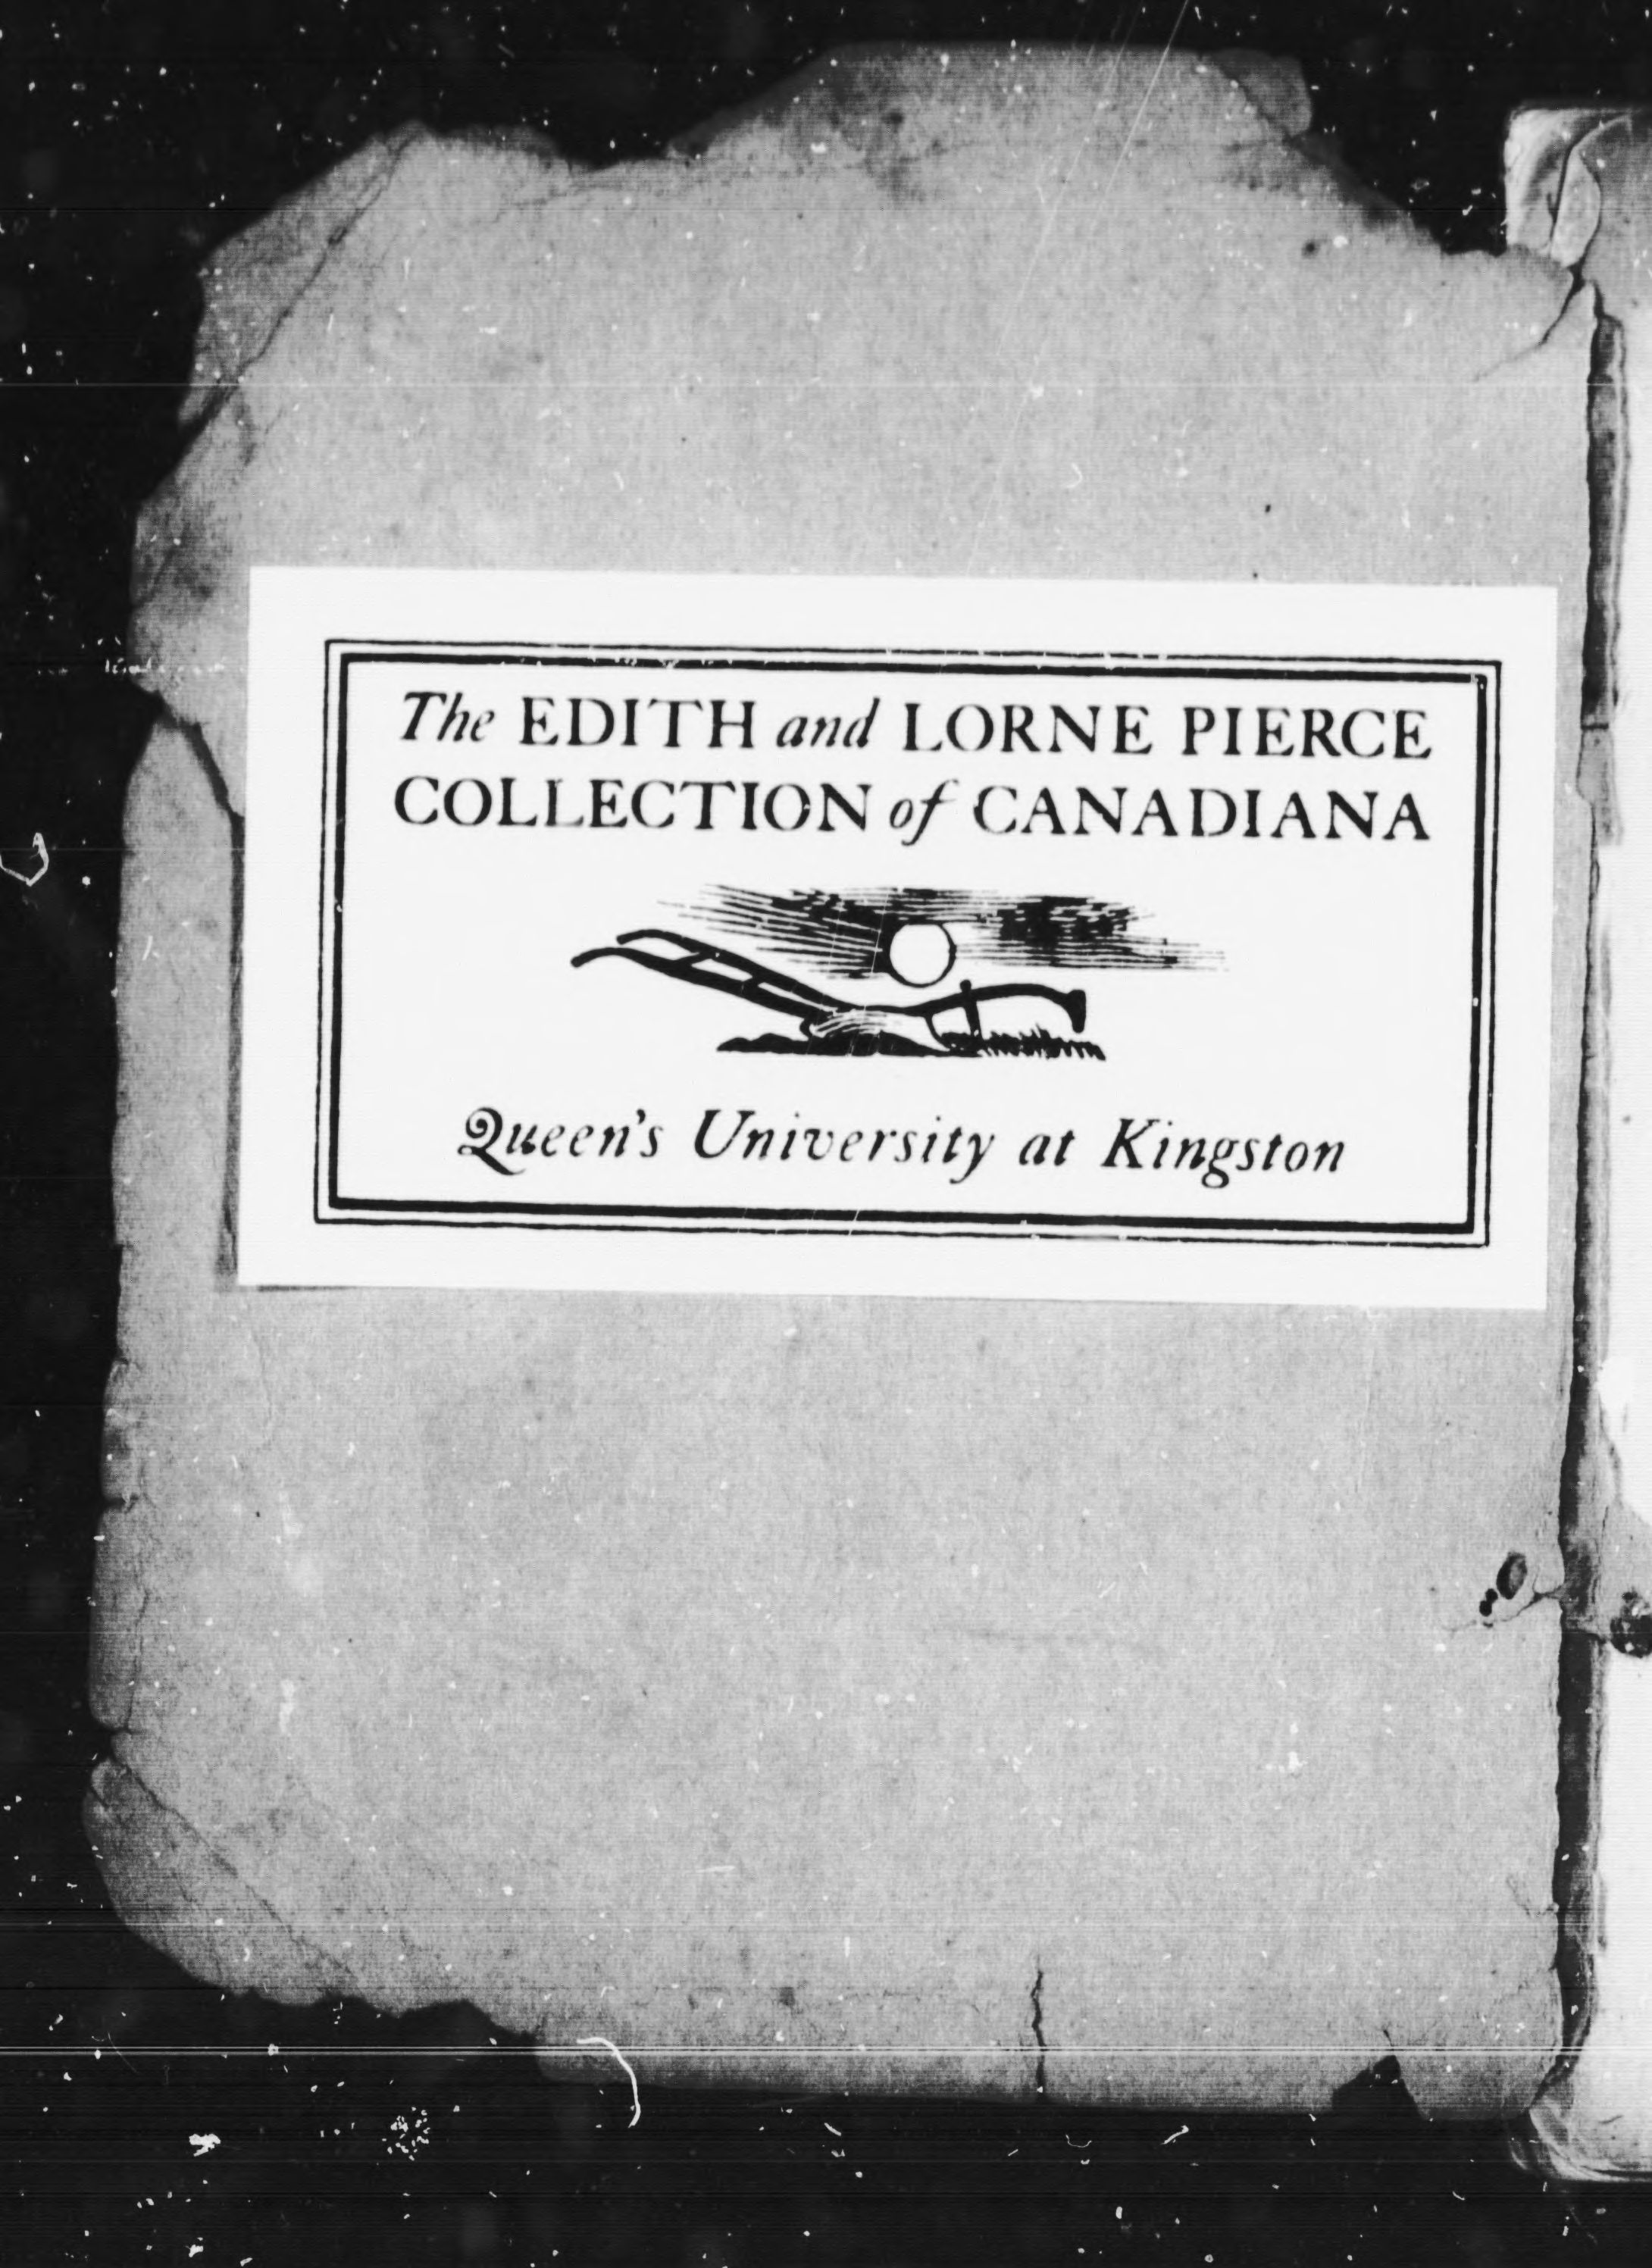 The EDITH and LORNE PIERCE
COLLECTION of CANADIANA
Queen's University at Kingston